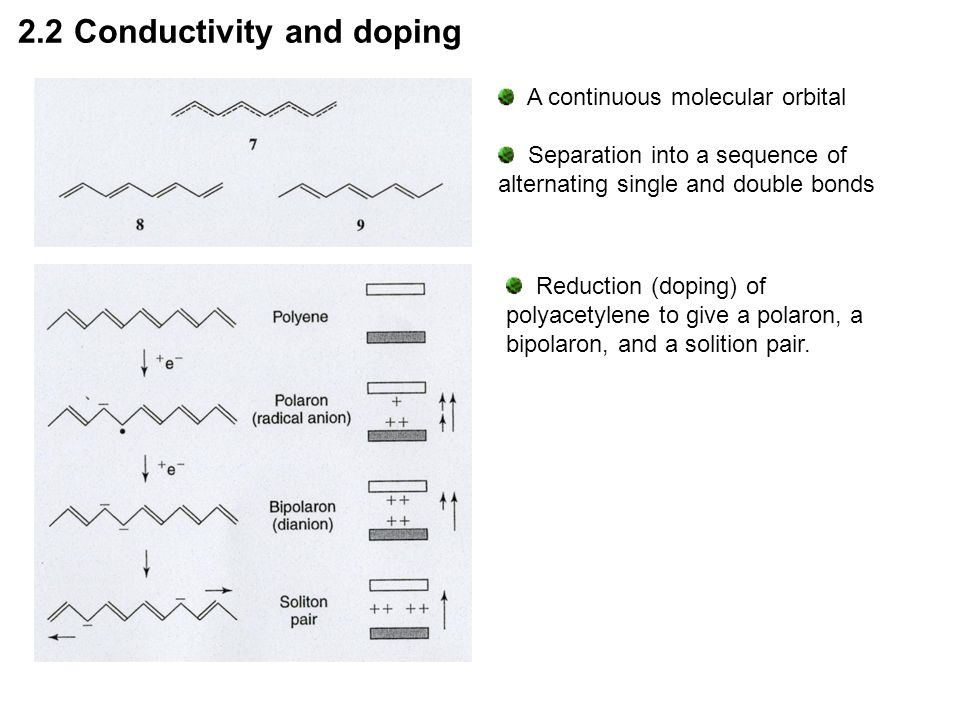 2.2 Conductivity and doping
7
8 9
A continuous molecular orbital
Separation into a sequence of
alternating single and double bonds
Polyene
+e−
Polaron
(radical anion)
−
•
+
++
+e−
Bipolaron
(dianion)
−
−
++
++
Soliton
pair
−
−
++ ++
Reduction (doping) of
polyacetylene to give a polaron, a
bipolaron, and a solition pair.